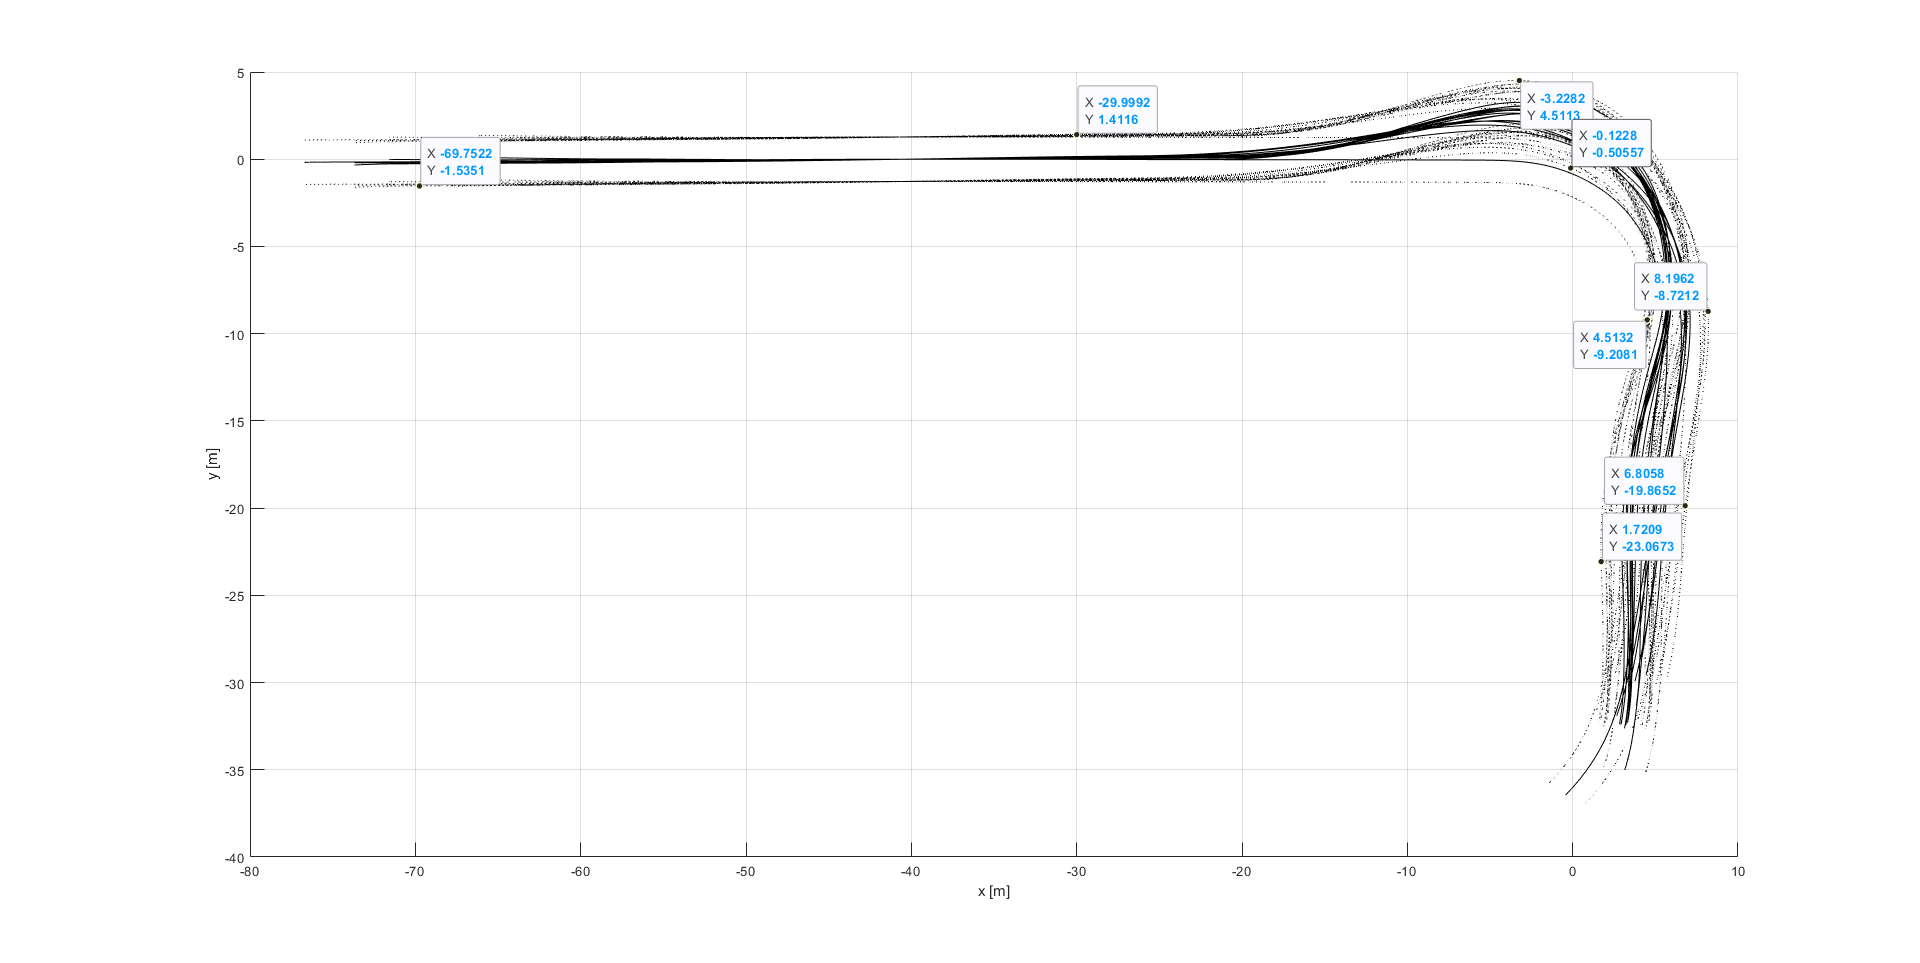 5
0
-5
-10
-15
-20
-25
-30
-35
-40
y [m]
X -29.9992
Y 1.4116
X -3.2282
Y 4.5113
X -0.1228
Y -0.50557
X -69.7522
Y -1.5351
X 8.1962
Y -8.7212
X 4.5132
Y -9.2081
X 6.8058
Y -19.8652
X 1.7209
Y -23.0673
-80 -70 -60 -50 -40 -30 -20 -10 0 10
x [m]